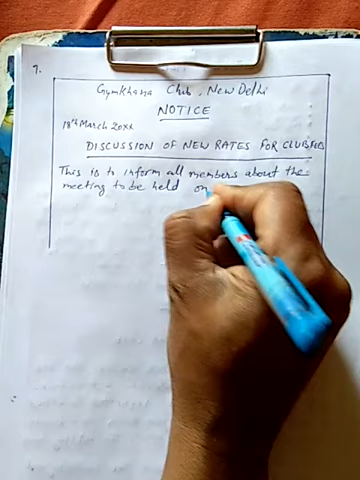 7.
Gymkhana Club, New Delhi
NOTICE
18th March 20xx
DISCUSSION OF NEW RATES FOR CLUB
This is to inform all members about the
meeting to be held on